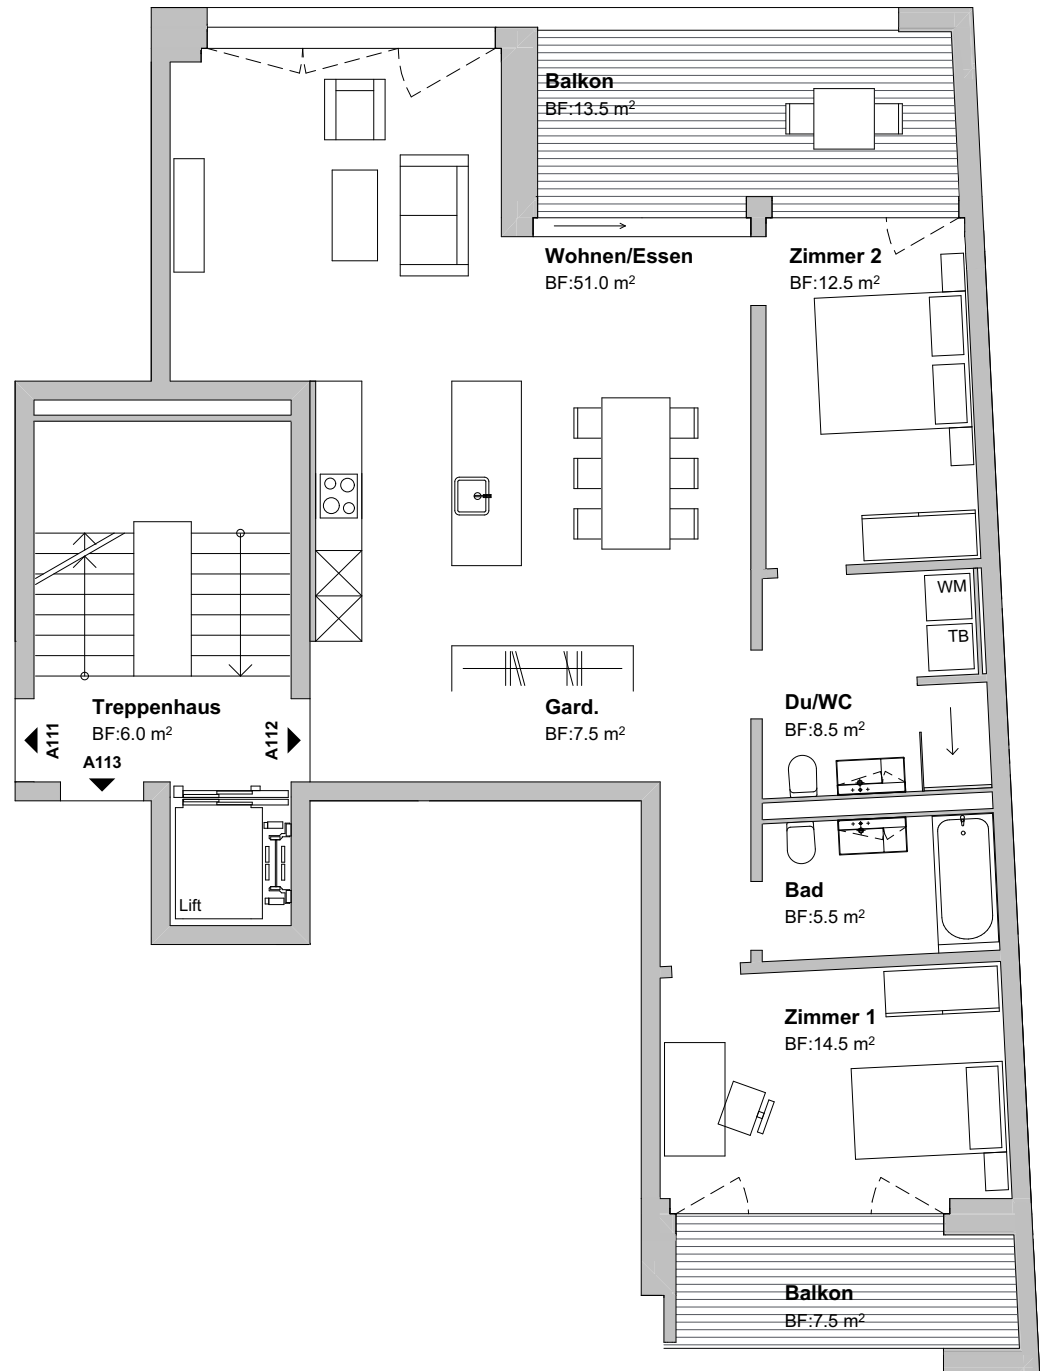 Balkon
BF:13.5 m²
Wohnen/Essen
BF:51.0 m²
Zimmer 2
BF:12.5 m²
WM
TB
Treppenhaus
BF:6.0 m²
A111
A113
A112
Gard.
BF:7.5 m²
Du/WC
BF:8.5 m²
Lift
Bad
BF:5.5 m²
Zimmer 1
BF:14.5 m²
Balkon
BF:7.5 m²